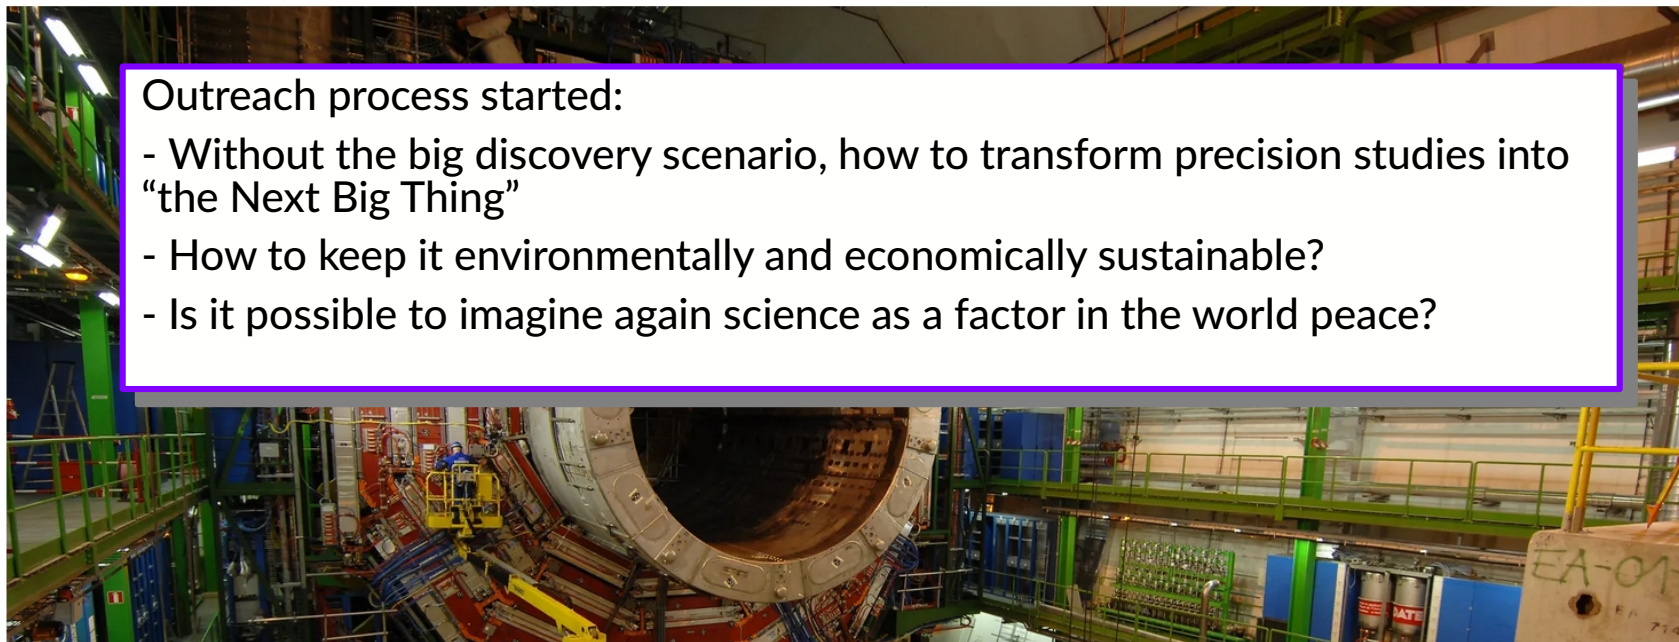 Outreach process started:
- Without the big discovery scenario, how to transform precision studies into
“the Next Big Thing”
- How to keep it environmentally and economically sustainable?
- Is it possible to imagine again science as a factor in the world peace?
EA-01